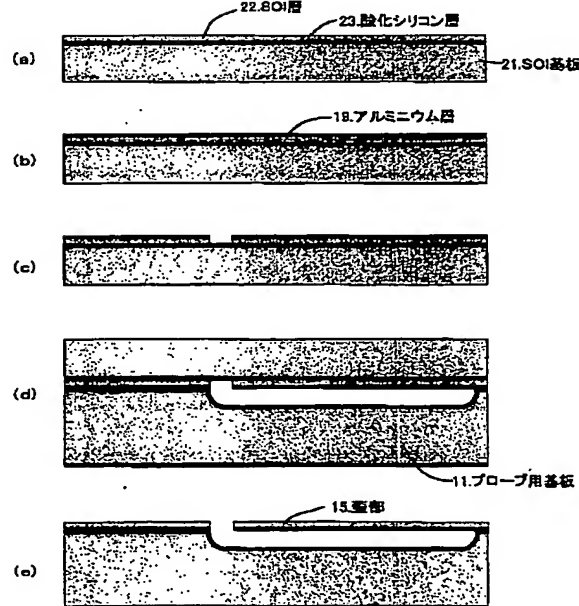 22.SOI層
23.酸化シリコン層
(a)
21.SOI基板
19.アルミニウム層
(b)
(c)
(d)
11.プローブ用基板
15.蓋部
(e)